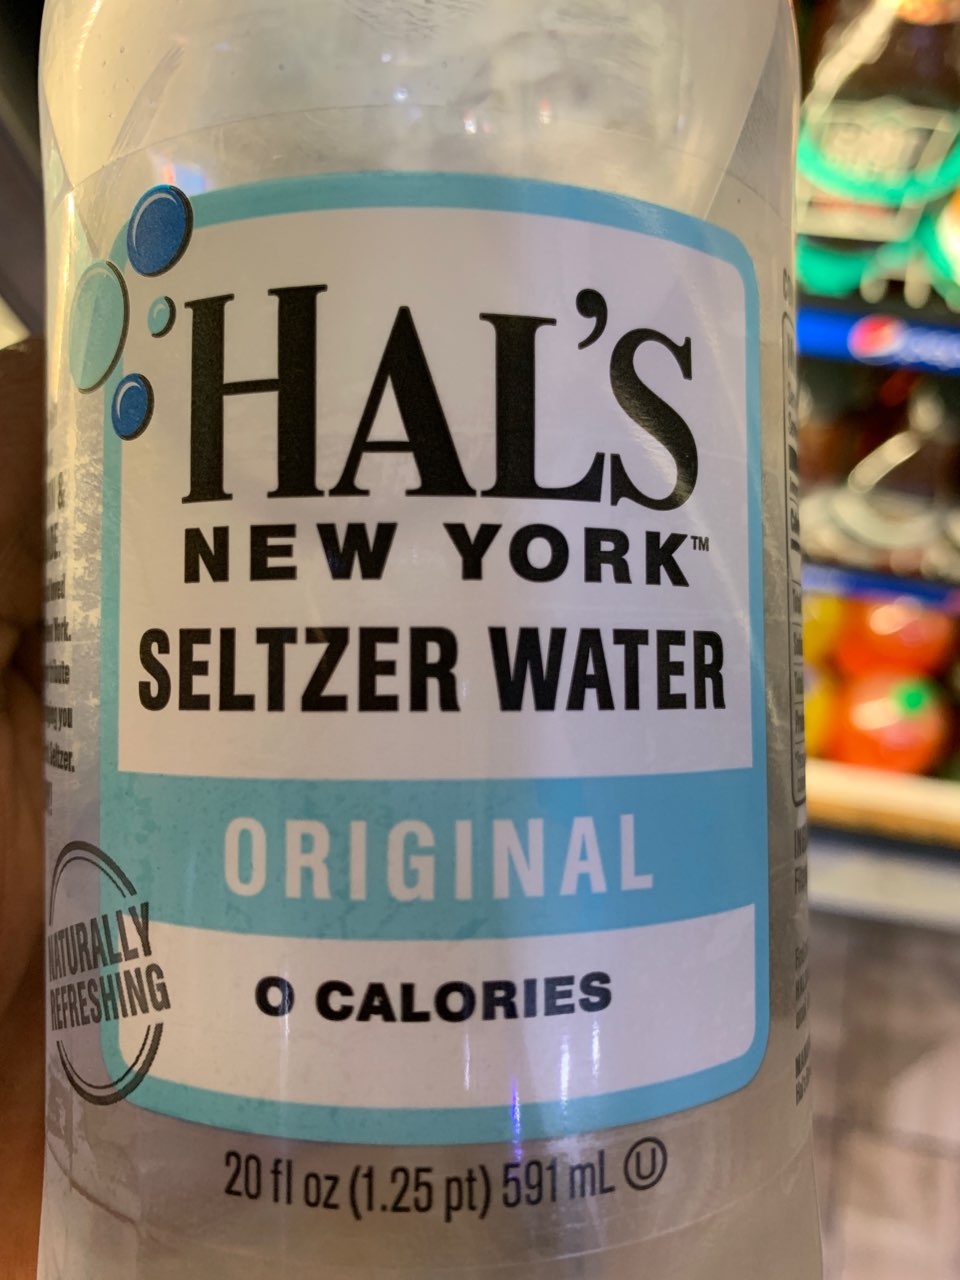 HAL'S
NEW YORK™
SELTZER WATER
ORIGINAL
NATURALLY
REFRESHING
0 CALORIES
20 fl oz (1.25 pt) 591 mL Ⓤ